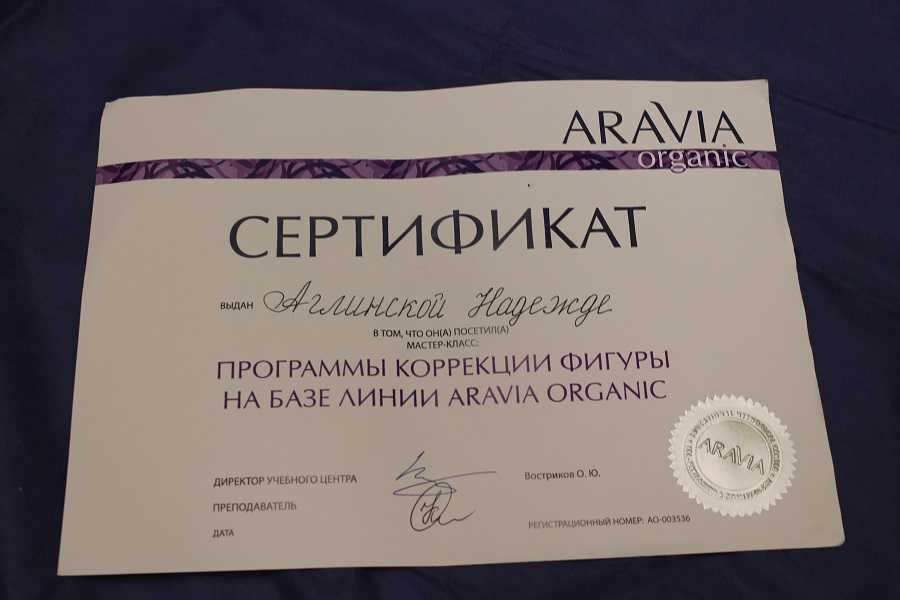 ARAVIA
organic
СЕРТИФИКАТ
ВЫДАН Аглинской Надежде
В ТОМ, ЧТО ОН(А) ПОСЕТИЛ(А)
МАСТЕР-КЛАСС:
ПРОГРАММЫ КОРРЕКЦИИ ФИГУРЫ
НА БАЗЕ ЛИНИИ ARAVIA ORGANIC
ДИРЕКТОР УЧЕБНОГО ЦЕНТРА Востриков О. Ю.
ПРЕПОДАВАТЕЛЬ
ДАТА
РЕГИСТРАЦИОННЫЙ НОМЕР: АО-003536
ARAVIA